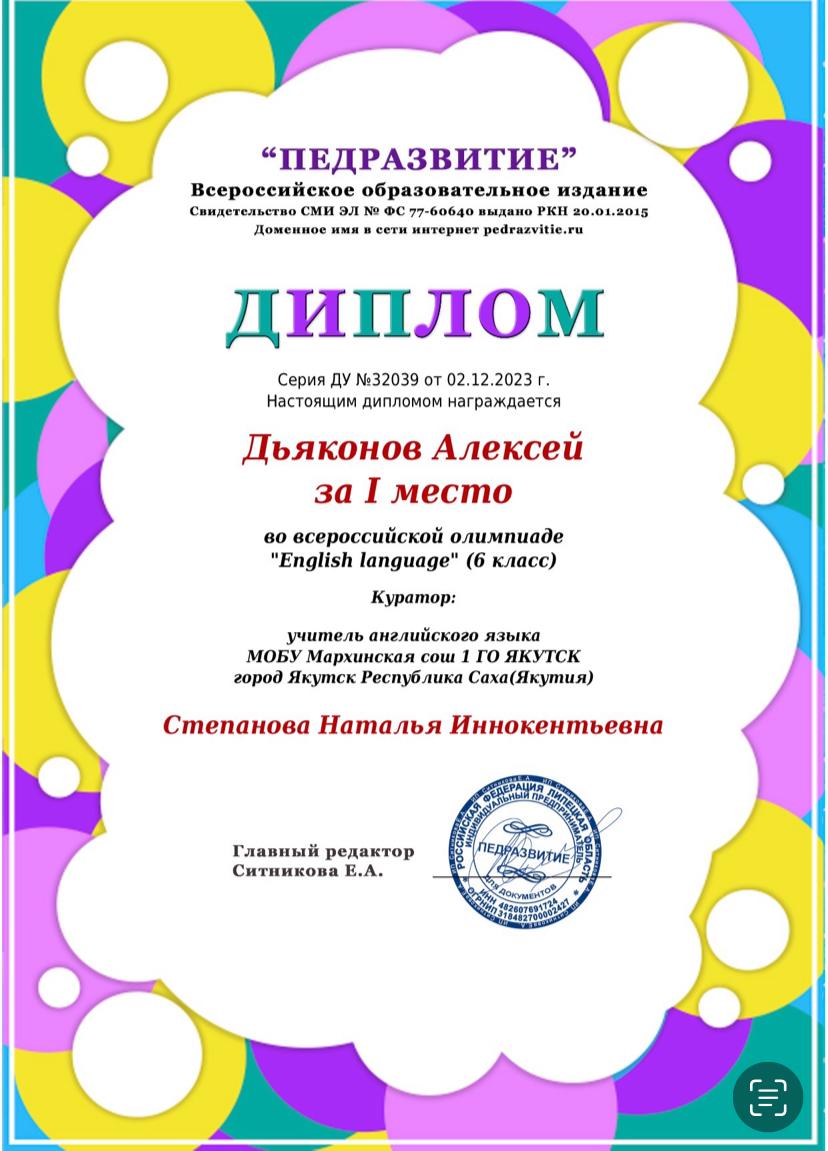 “ПЕДРАЗВИТИЕ”
Всероссийское образовательное издание
Свидетельство СМИ ЭЛ № ФС 77-60640 выдано РКН 20.01.2015
Доменное имя в сети интернет pedrazvitie.ru
ДИПЛОМ
Серия ДУ №32039 от 02.12.2023 г.
Настоящим дипломом награждается
Дьяконов Алексей
за I место
во всероссийской олимпиаде
"English language" (6 класс)
Куратор:
учитель английского языка
МОБУ Мархинская сош 1 ГО ЯКУТСК
город Якутск Республика Саха(Якутия)
Степанова Наталья Иннокентьевна
Главный редактор
Ситникова Е.А.
РОССИЙСКАЯ ФЕДЕРАЦИЯ ЛИПЕЦКАЯ ОБЛАСТЬ
ИНДИВИДУАЛЬНЫЙ ПРЕДПРИНИМАТЕЛЬ
ПЕДРАЗВИТИЕ
ДЛЯ ДОКУМЕНТОВ
ИНН 482607691724
ОГРНИП 318482700002427